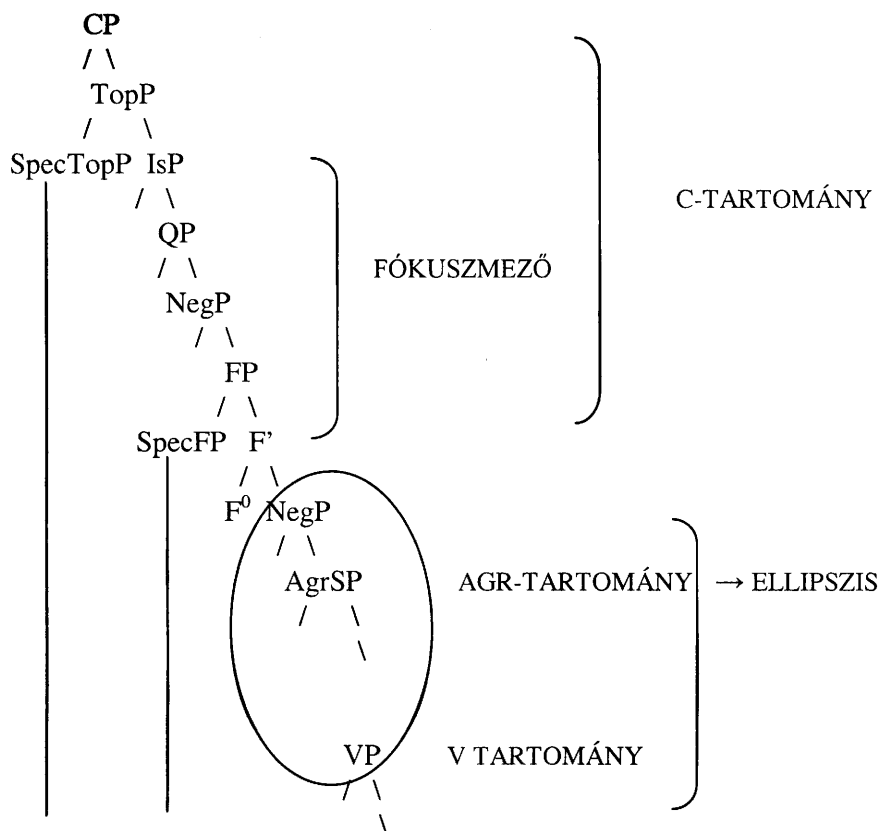 CP
TopP
SpecTopP IsP
C-TARTOMÁNY
QP
FÓKUSZMEZŐ
NegP
FP
SpecFP F’
F⁰ NegP
AgrSP AGR-TARTOMÁNY → ELLIPSZIS
VP V TARTOMÁNY